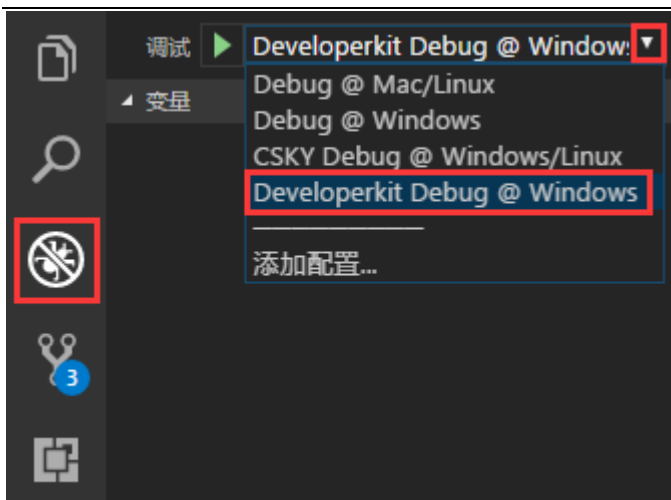 调试 Developerkit Debug @ Window:
变量
Debug @ Mac/Linux
Debug @ Windows
CSKY Debug @ Windows/Linux
Developerkit Debug @ Windows
添加配置...
3